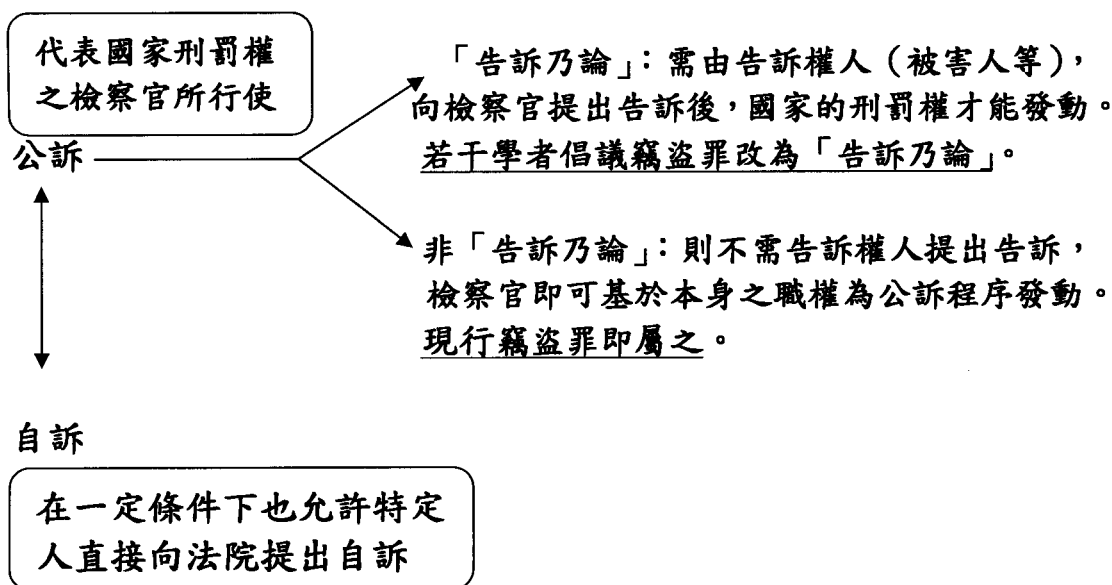 代表國家刑罰權
之檢察官所行使
公訴
「告訴乃論」：需由告訴權人（被害人等），
向檢察官提出告訴後，國家的刑罰權才能發動。
若干學者倡議竊盜罪改為「告訴乃論」。
非「告訴乃論」：則不需告訴權人提出告訴，
檢察官即可基於本身之職權為公訴程序發動。
現行竊盜罪即屬之。
自訴
在一定條件下也允許特定
人直接向法院提出自訴